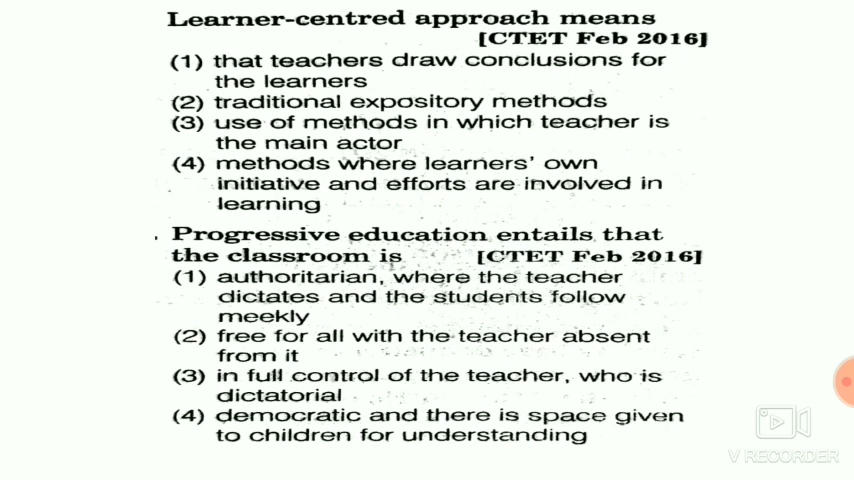 Learner-centred approach means
[CTET Feb 2016]
(1) that teachers draw conclusions for
the learners
(2) traditional expository methods
(3) use of methods in which teacher is
the main actor
(4) methods where learners' own
initiative and efforts are involved in
learning
Progressive education entails that
the classroom is [CTET Feb 2016]
(1) authoritarian, where the teacher
dictates and the students follow
meekly
(2) free for all with the teacher absent
from it
(3) in full control of the teacher, who is
dictatorial
(4) democratic and there is space given
to children for understanding
V RECORDER